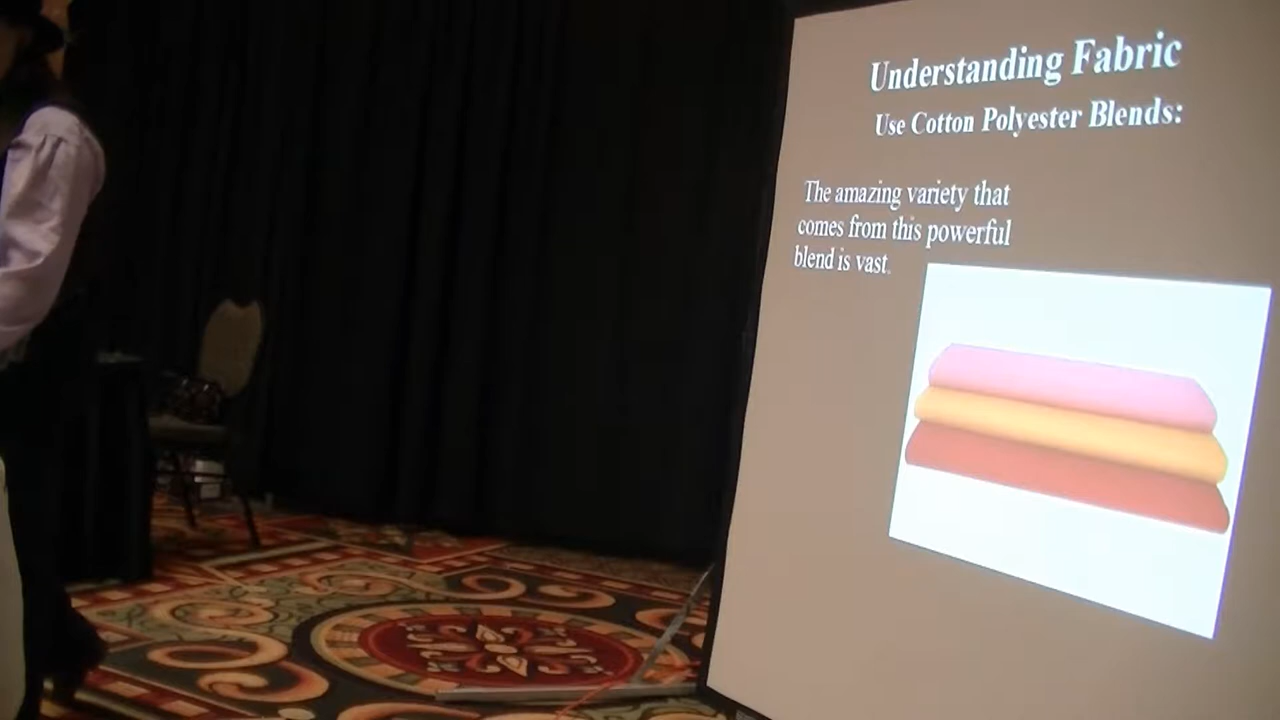 Understanding Fabric
Use Cotton Polyester Blends:
The amazing variety that
comes from this powerful
blend is vast.